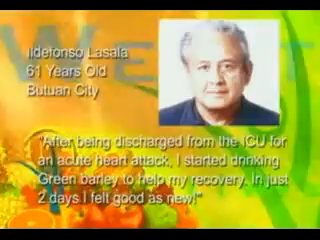 Ildefonso Lasala
61 Years Old
Butuan City
"After being discharged from the ICU for
an acute heart attack, I started drinking
Green barley to help my recovery. In just
2 days I felt good as new!"